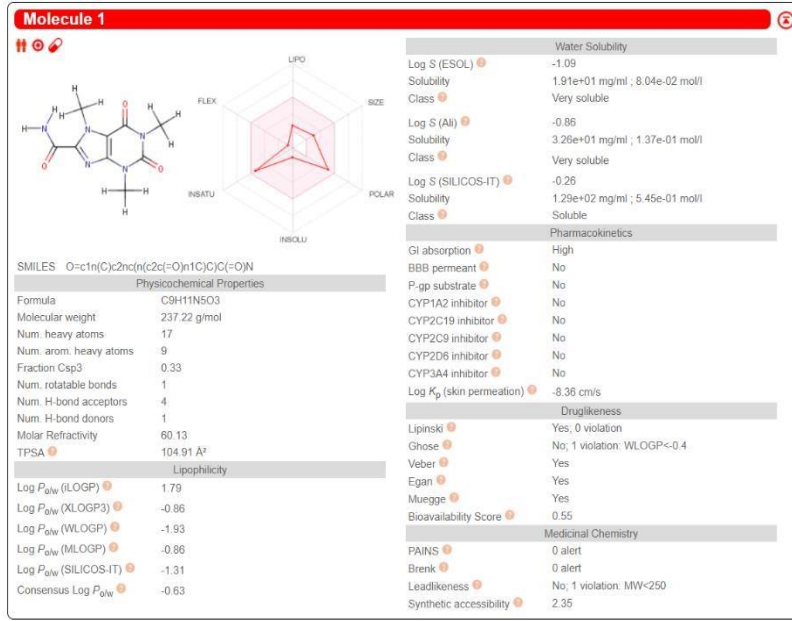 Molecule 1
H
H
H
H
N
O
N
N
O
N
N
O
H
H
H
H
H
H
H
LIPO
SIZE
POLAR
INSOLU
INSATU
FLEX
SMILES O=c1n(C)c2nc(n(c2c(=O)n1C)C)C(=O)N
Physicochemical Properties
Formula C9H11N5O3
Molecular weight 237.22 g/mol
Num. heavy atoms 17
Num. arom. heavy atoms 9
Fraction Csp3 0.33
Num. rotatable bonds 1
Num. H-bond acceptors 4
Num. H-bond donors 1
Molar Refractivity 60.13
TPSA ? 104.91 Å²
Lipophilicity
Log Po/w (iLOGP) ? 1.79
Log Po/w (XLOGP3) ? -0.86
Log Po/w (WLOGP) ? -1.93
Log Po/w (MLOGP) ? -0.86
Log Po/w (SILICOS-IT) ? -1.31
Consensus Log Po/w ? -0.63
Water Solubility
Log S (ESOL) ? -1.09
Solubility 1.91e+01 mg/ml ; 8.04e-02 mol/l
Class ? Very soluble
Log S (Ali) ? -0.86
Solubility 3.26e+01 mg/ml ; 1.37e-01 mol/l
Class ? Very soluble
Log S (SILICOS-IT) ? -0.26
Solubility 1.29e+02 mg/ml ; 5.45e-01 mol/l
Class ? Soluble
Pharmacokinetics
GI absorption ? High
BBB permeant ? No
P-gp substrate ? No
CYP1A2 inhibitor ? No
CYP2C19 inhibitor ? No
CYP2C9 inhibitor ? No
CYP2D6 inhibitor ? No
CYP3A4 inhibitor ? No
Log Kp (skin permeation) ? -8.36 cm/s
Druglikeness
Lipinski ? Yes; 0 violation
Ghose ? No; 1 violation: WLOGP<-0.4
Veber ? Yes
Egan ? Yes
Muegge ? Yes
Bioavailability Score ? 0.55
Medicinal Chemistry
PAINS ? 0 alert
Brenk ? 0 alert
Leadlikeness ? No; 1 violation: MW<250
Synthetic accessibility ? 2.35